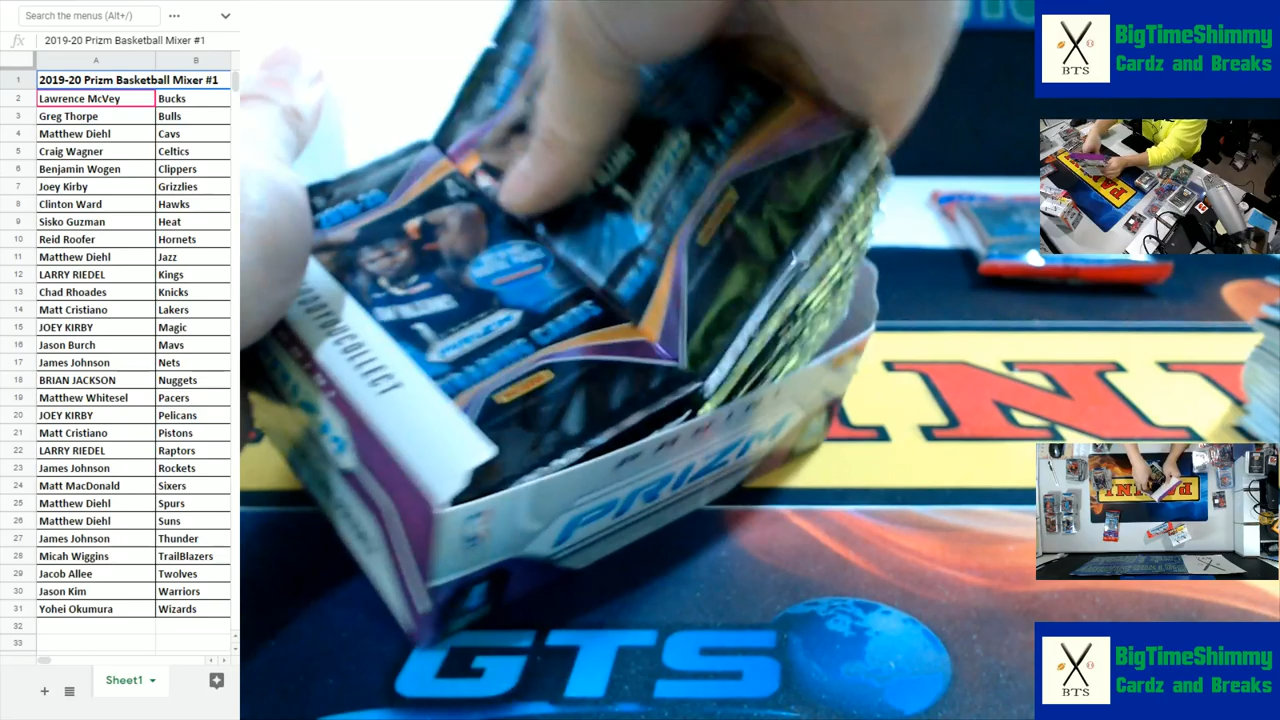 Search the menus (Alt+/)
fx 2019-20 Prizm Basketball Mixer #1
A B
1 2019-20 Prizm Basketball Mixer #1
2 Lawrence McVey Bucks
3 Greg Thorpe Bulls
4 Matthew Diehl Cavs
5 Craig Wagner Celtics
6 Benjamin Wogen Clippers
7 Joey Kirby Grizzlies
8 Clinton Ward Hawks
9 Sisko Guzman Heat
10 Reid Roofer Hornets
11 Matthew Diehl Jazz
12 LARRY RIEDEL Kings
13 Chad Rhoades Knicks
14 Matt Cristiano Lakers
15 JOEY KIRBY Magic
16 Jason Burch Mavs
17 James Johnson Nets
18 BRIAN JACKSON Nuggets
19 Matthew Whitesel Pacers
20 JOEY KIRBY Pelicans
21 Matt Cristiano Pistons
22 LARRY RIEDEL Raptors
23 James Johnson Rockets
24 Matt MacDonald Sixers
25 Matthew Diehl Spurs
26 Matthew Diehl Suns
27 James Johnson Thunder
28 Micah Wiggins TrailBlazers
29 Jacob Allee Twolves
30 Jason Kim Warriors
31 Yohei Okumura Wizards
32
33
Sheet1
PRIZM
TRADING CARDS
PANINI
PRIZM
GTS
BTS
BigTimeShimmy
Cardz and Breaks
PANINI
BTS
BigTimeShimmy
Cardz and Breaks